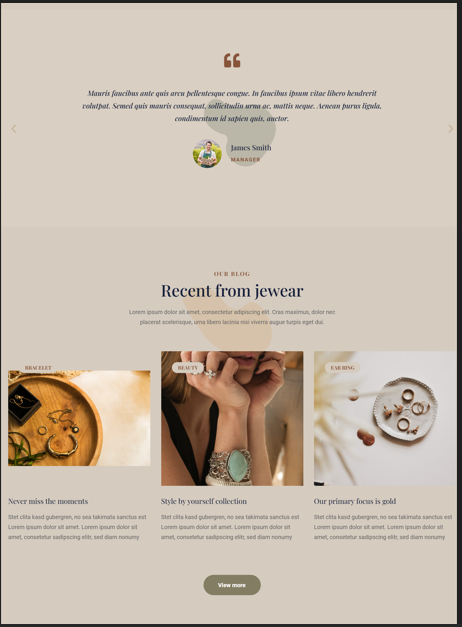 Mauris faucibus ante quis arcu pellentesque congue. In faucibus ipsum vitae libero hendrerit
volutpat. Semed quis mauris consequat, sollicitudin urna ac, mattis neque. Aenean purus ligula,
condimentum id sapien quis, auctor.
James Smith
MANAGER
OUR BLOG
Recent from jewear
Lorem ipsum dolor sit amet, consectetur adipiscing elit. Cras maximus, dolor nec
placerat scelerisque, urna libero lacinia nisi viverra augue turpis eget dui.
BRACELET
BEAUTY
EAR RING
Never miss the moments
Style by yourself collection
Our primary focus is gold
Stet clita kasd gubergren, no sea takimata sanctus est
Lorem ipsum dolor sit amet. Lorem ipsum dolor sit
amet, consetetur sadipscing elitr, sed diam nonumy
Stet clita kasd gubergren, no sea takimata sanctus est
Lorem ipsum dolor sit amet. Lorem ipsum dolor sit
amet, consetetur sadipscing elitr, sed diam nonumy
Stet clita kasd gubergren, no sea takimata sanctus est
Lorem ipsum dolor sit amet. Lorem ipsum dolor sit
amet, consetetur sadipscing elitr, sed diam nonumy
View more